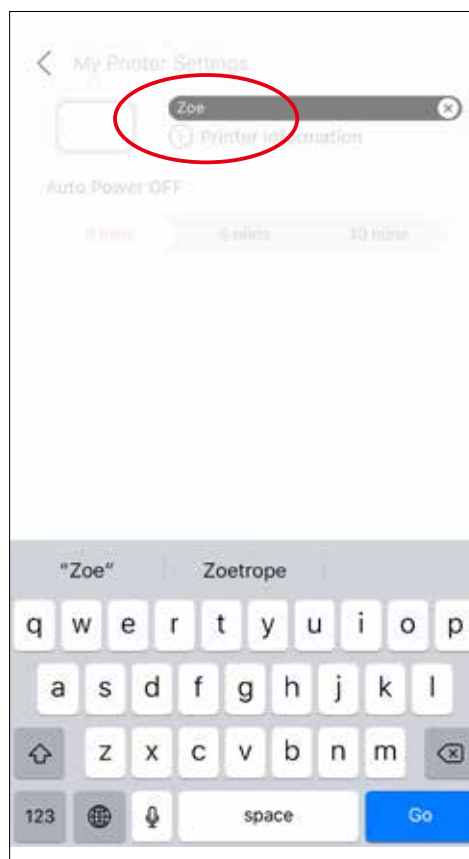 My Printer Settings
Zoe
Printer information
Auto Power OFF :
3 mins 5 mins 10 mins
"Zoe" Zoetrope
q w e r t y u i o p
a s d f g h j k l
z x c v b n m
123 space Go